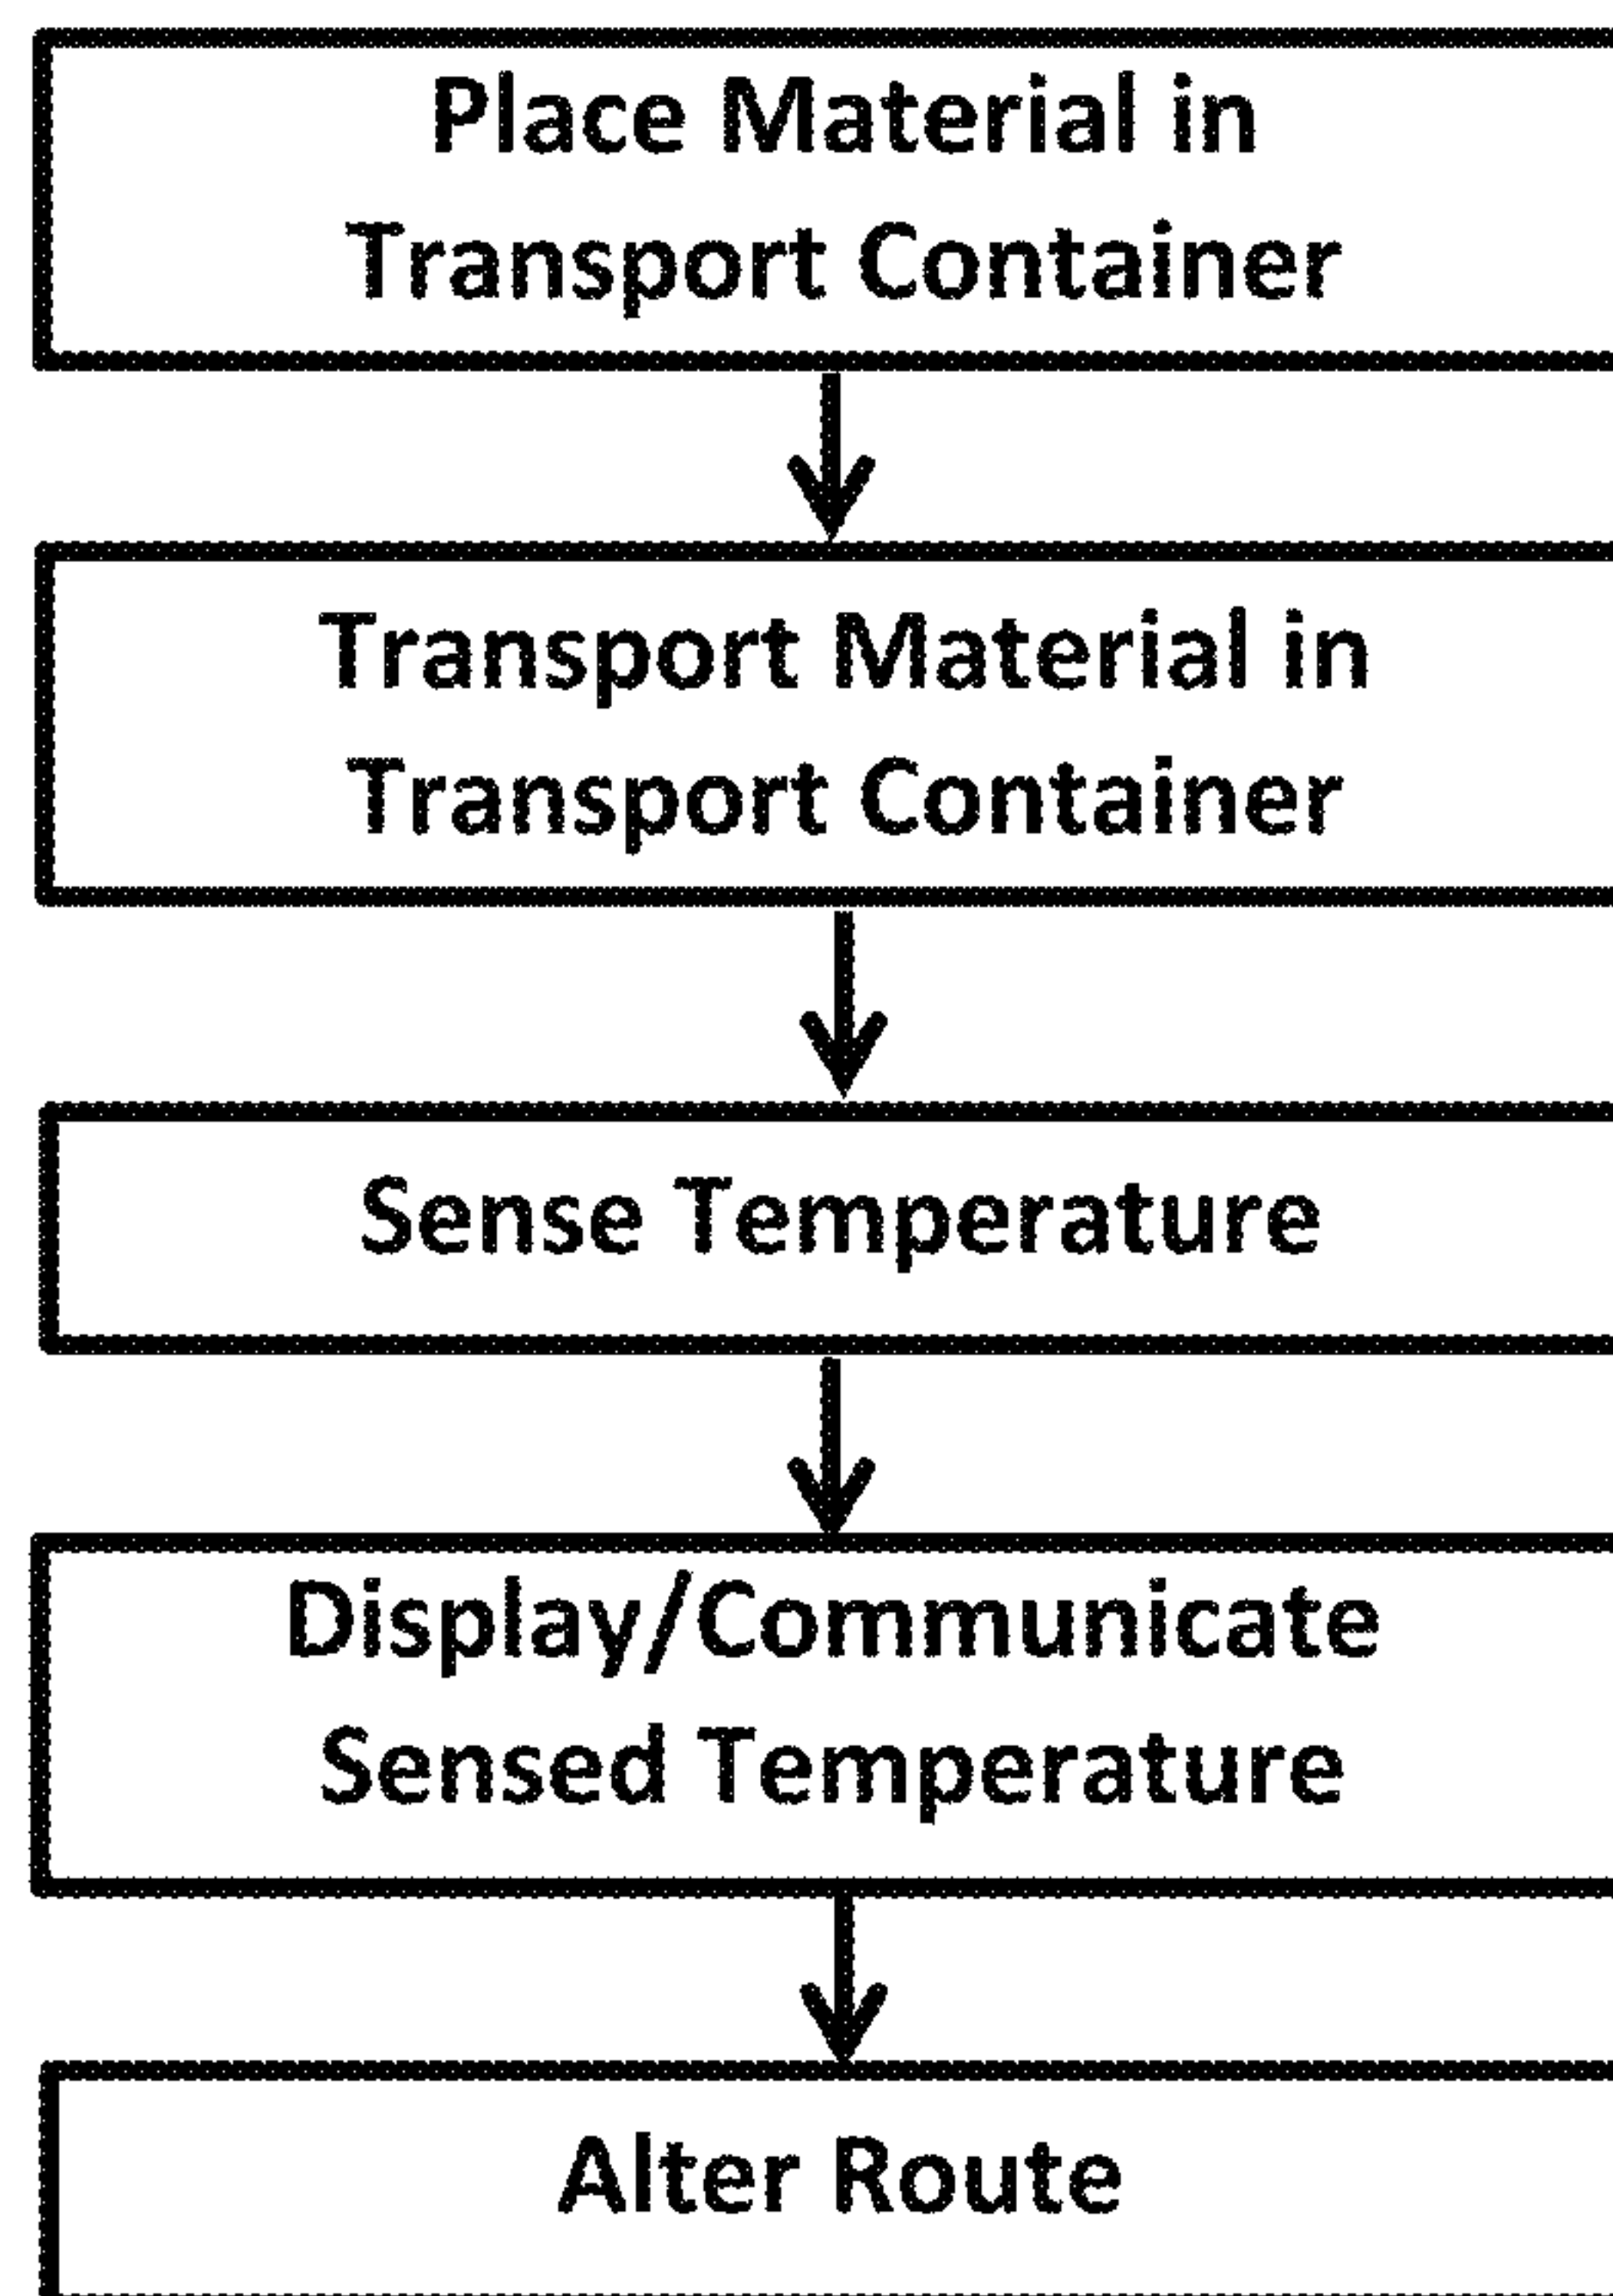 Place Material in
Transport Container
Transport Material in
Transport Container
Sense Temperature
Display/Communicate
Sensed Temperature
Alter Route